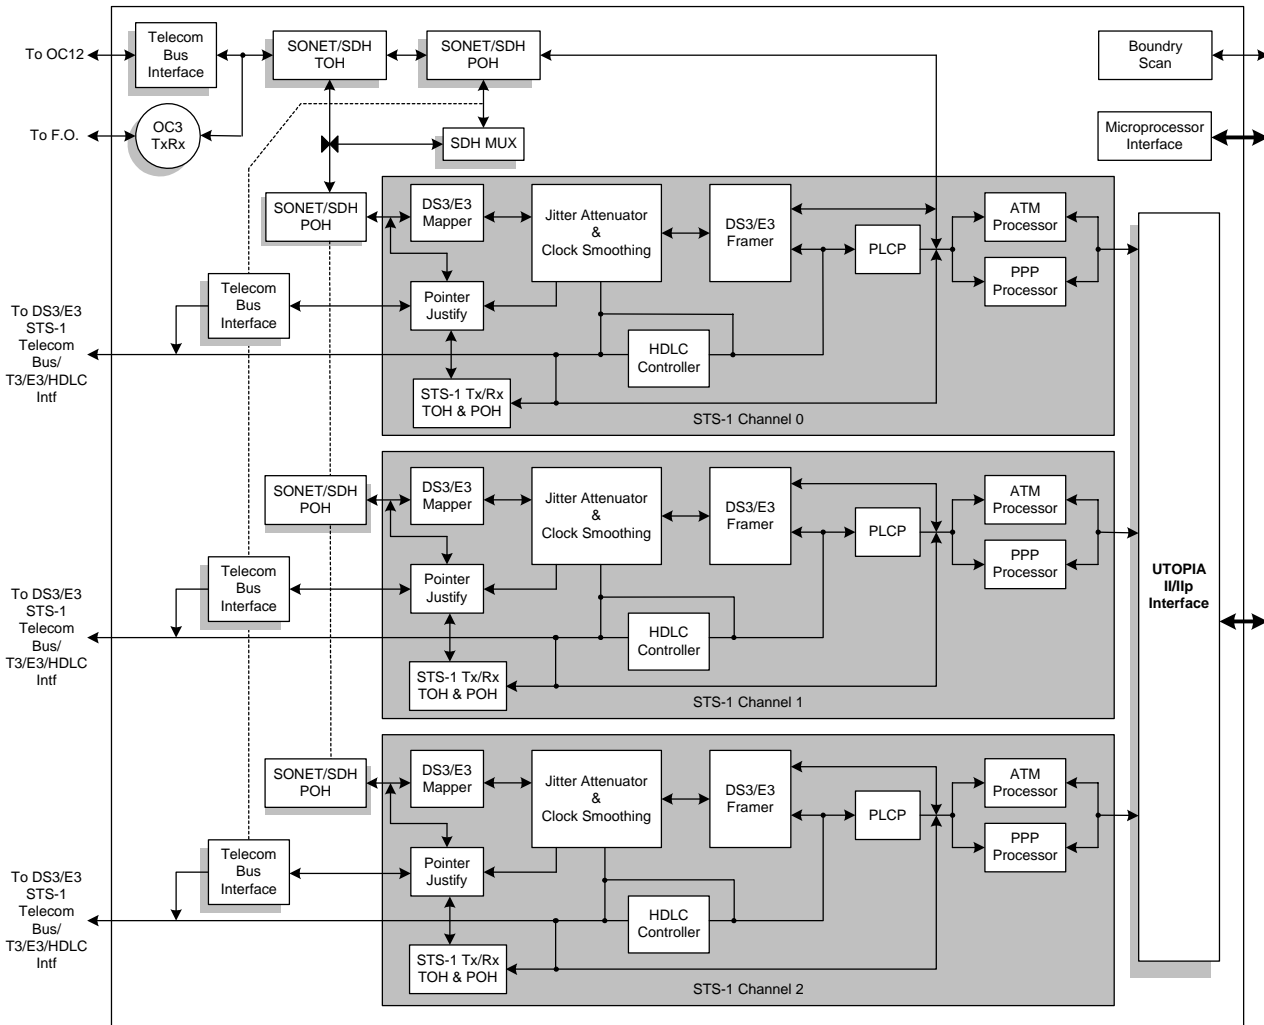 To OC12
Telecom
Bus
Interface
SONET/SDH
TOH
SONET/SDH
POH
Boundry
Scan
To F.O.
OC3
TxRx
SDH MUX
Microprocessor
Interface
SONET/SDH
POH
DS3/E3
Mapper
Jitter Attenuator
&
Clock Smoothing
DS3/E3
Framer
PLCP
ATM
Processor
PPP
Processor
Telecom
Bus
Interface
Pointer
Justify
To DS3/E3
STS-1
Telecom
Bus/
T3/E3/HDLC
Intf
HDLC
Controller
STS-1 Tx/Rx
TOH & POH
STS-1 Channel 0
SONET/SDH
POH
DS3/E3
Mapper
Jitter Attenuator
&
Clock Smoothing
DS3/E3
Framer
PLCP
ATM
Processor
PPP
Processor
Telecom
Bus
Interface
Pointer
Justify
To DS3/E3
STS-1
Telecom
Bus/
T3/E3/HDLC
Intf
HDLC
Controller
STS-1 Tx/Rx
TOH & POH
STS-1 Channel 1
UTOPIA
II/IIp
Interface
SONET/SDH
POH
DS3/E3
Mapper
Jitter Attenuator
&
Clock Smoothing
DS3/E3
Framer
PLCP
ATM
Processor
PPP
Processor
Telecom
Bus
Interface
Pointer
Justify
To DS3/E3
STS-1
Telecom
Bus/
T3/E3/HDLC
Intf
HDLC
Controller
STS-1 Tx/Rx
TOH & POH
STS-1 Channel 2